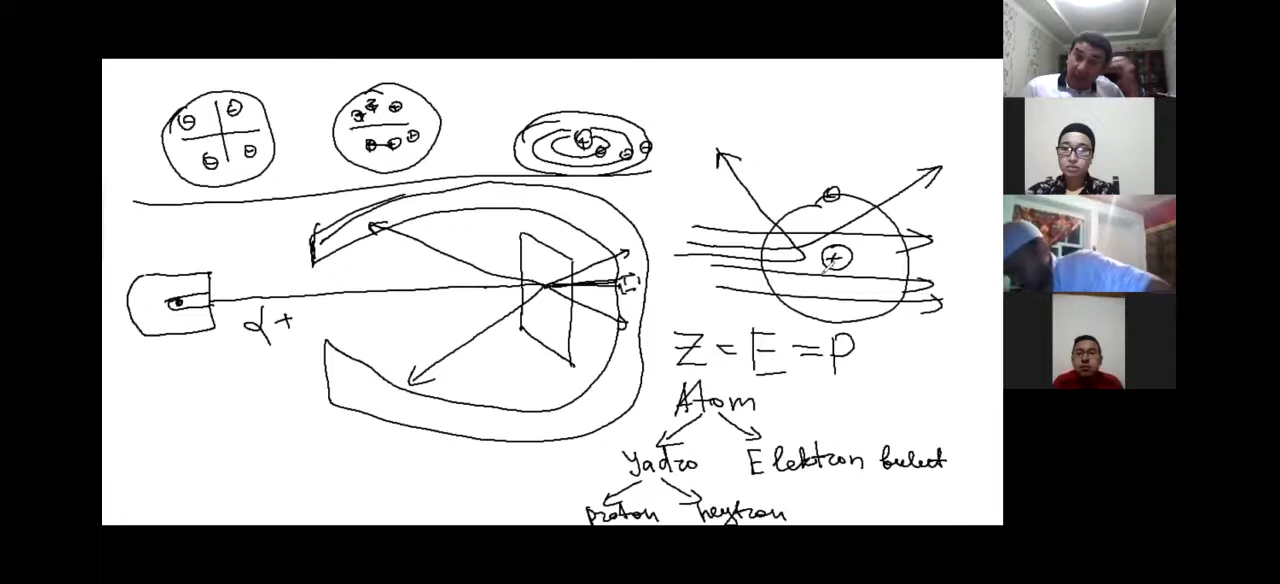 α +
Z = E = P
Atom
Yadro Elektron bulut
proton neytron